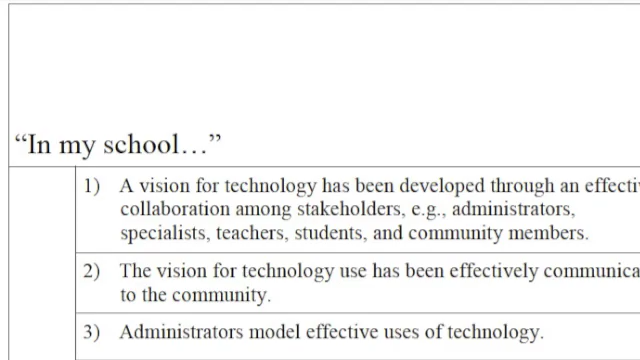 “In my school…”
1) A vision for technology has been developed through an
collaboration among stakeholders, e.g., administrators,
specialists, teachers, students, and community members.
2) The vision for technology use has been effectively
to the community.
3) Administrators model effective uses of technology.